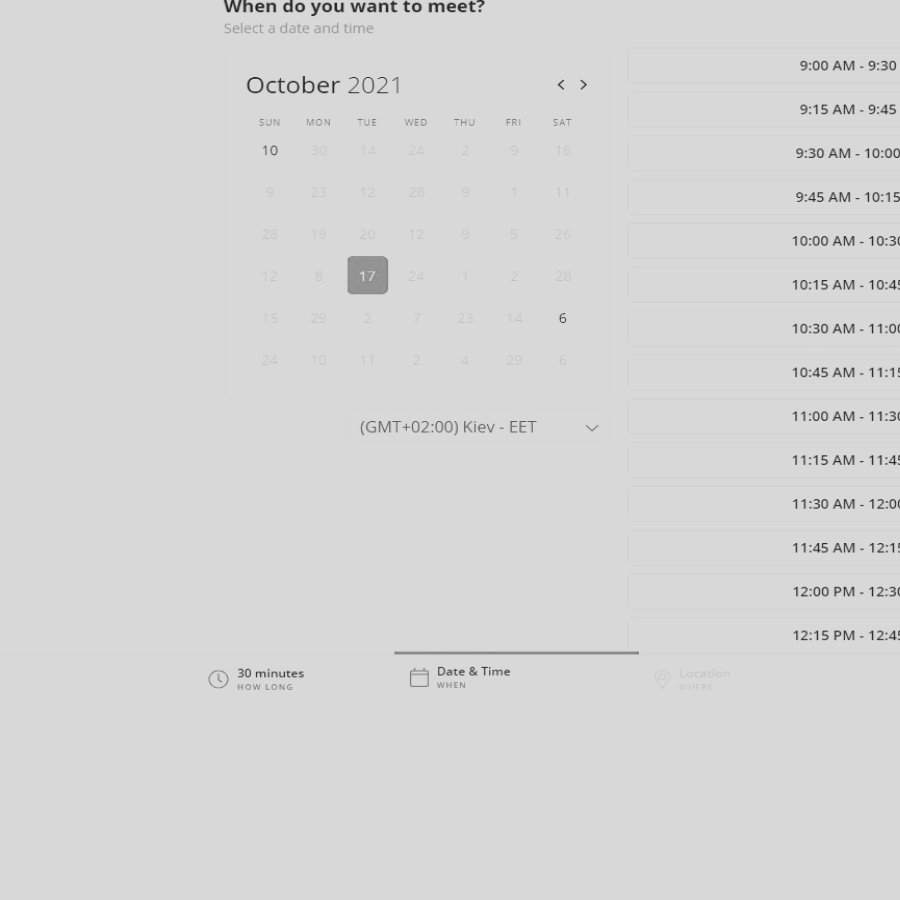 When do you want to meet?
Select a date and time
October 2021
SUN MON TUE WED THU FRI SAT
10 30 14 24 2 9 18
9 23 12 28 9 1 11
28 19 20 12 9 5 26
12 8 17 24 1 2 28
15 29 2 7 23 14 6
24 10 11 2 4 29 6
(GMT+02:00) Kiev - EET
9:00 AM - 9:30
9:15 AM - 9:45
9:30 AM - 10:00
9:45 AM - 10:15
10:00 AM - 10:30
10:15 AM - 10:45
10:30 AM - 11:00
10:45 AM - 11:15
11:00 AM - 11:30
11:15 AM - 11:45
11:30 AM - 12:00
11:45 AM - 12:15
12:00 PM - 12:30
12:15 PM - 12:45
30 minutes
HOW LONG
Date & Time
WHEN
Location
WHERE